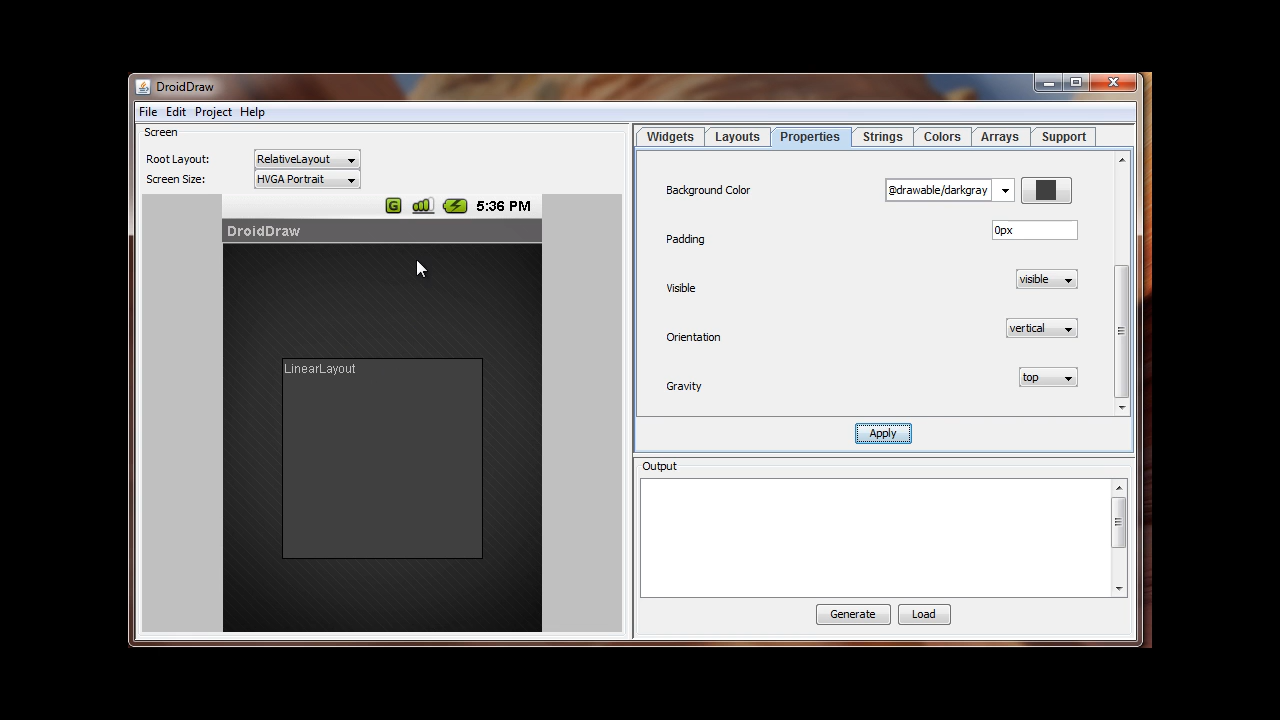 DroidDraw
File Edit Project Help
Screen
Root Layout: RelativeLayout
Screen Size: HVGA Portrait
G 5:36 PM
DroidDraw
LinearLayout
Widgets Layouts Properties Strings Colors Arrays Support
Background Color @drawable/darkgray
Padding 0px
Visible visible
Orientation vertical
Gravity top
Apply
Output
Generate Load